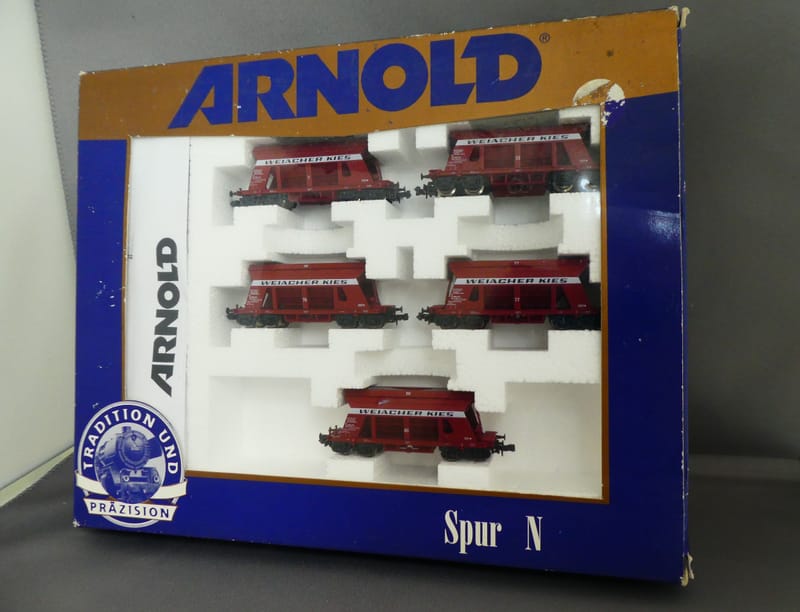 ARNOLD®
WEIACHER KIES
WEIACHER KIES
ARNOLD
WEIACHER KIES
WEIACHER KIES
WEIACHER KIES
TRADITION UND
PRÄZISION
Spur N